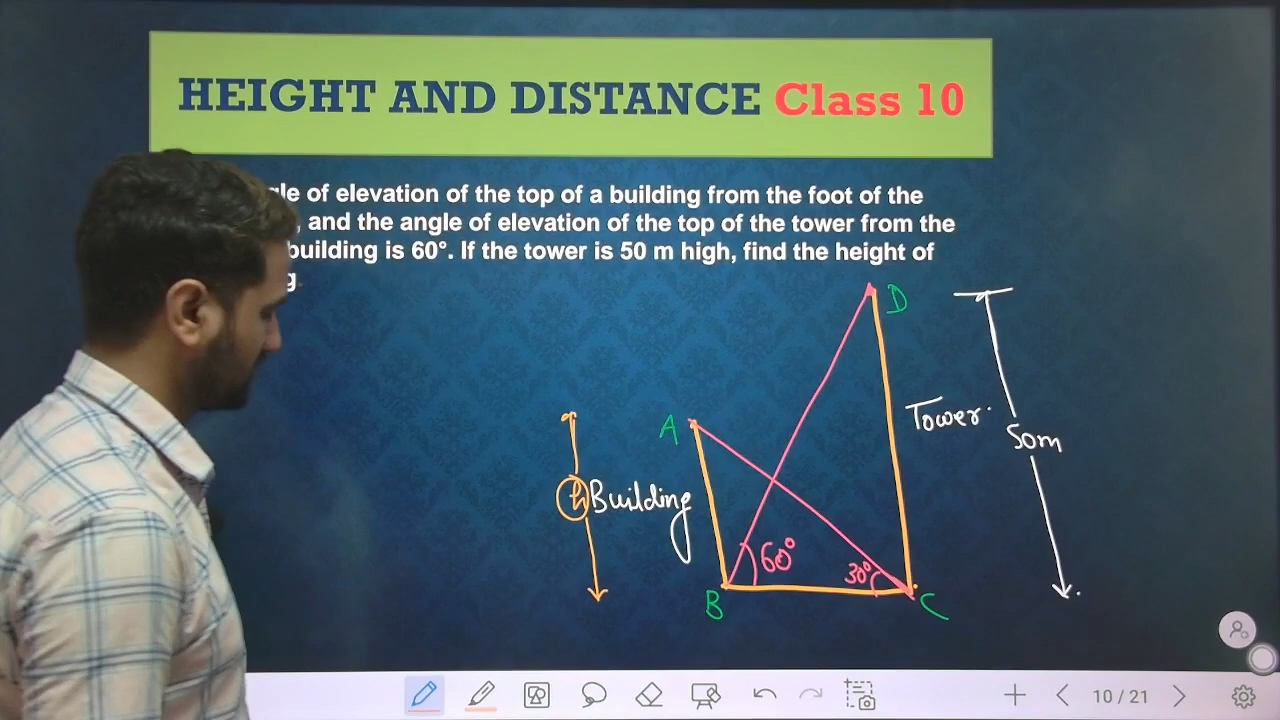 HEIGHT AND DISTANCE Class 10
of elevation of the top of a building from the foot of the
, and the angle of elevation of the top of the tower from the
building is 60°. If the tower is 50 m high, find the height of
D
Tower.
50m
A
h Building
60°
30°
B
C
10 / 21